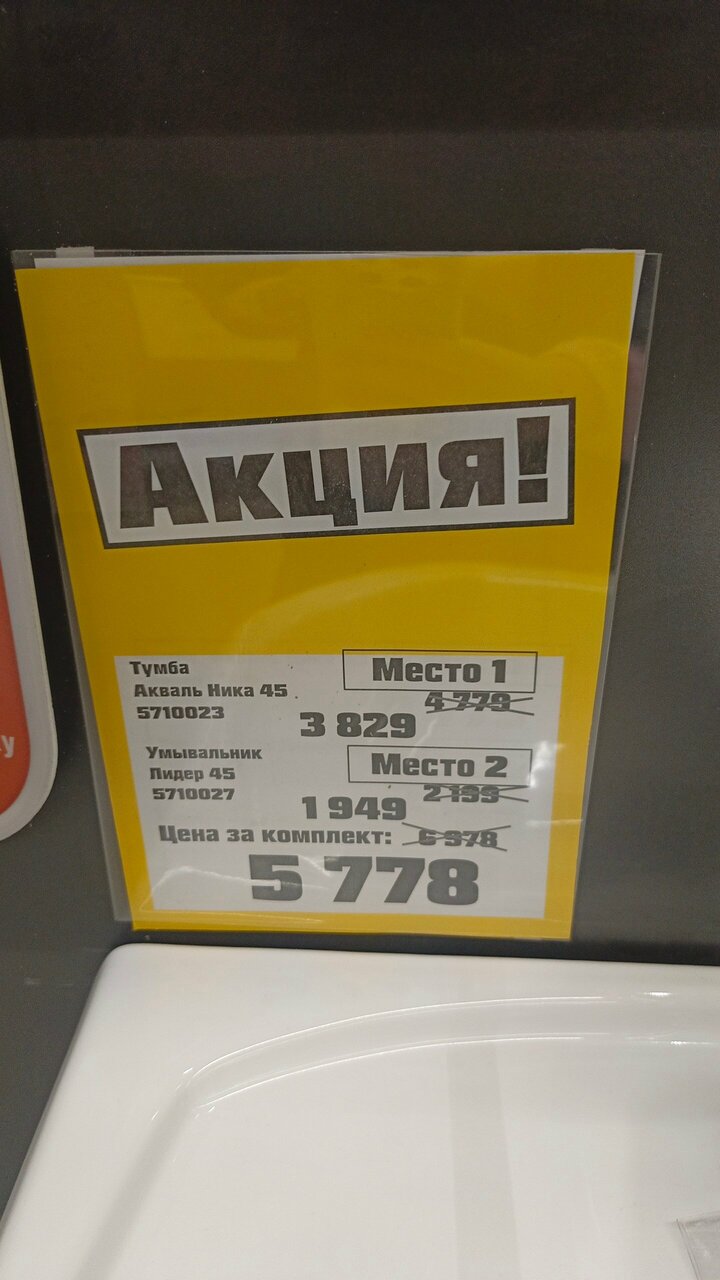 Акция!
Тумба
Место 1
Акваль Ника 45
4 779
5710023
3 829
Умывальник
Место 2
Лидер 45
2 199
5710027
1 949
Цена за комплект: 6 978
5 778
у